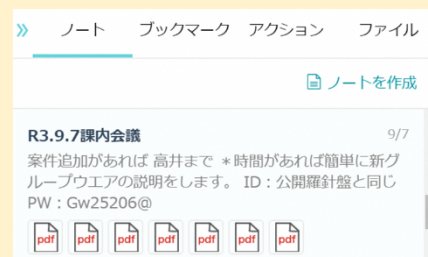 » ノート ブックマーク アクション ファイル
ノートを作成
R3.9.7課内会議 9/7
案件追加があれば 高井まで ＊時間があれば簡単に新グ
ループウエアの説明をします。 ID：公開羅針盤と同じ
PW：Gw25206@
pdf pdf pdf pdf pdf pdf pdf